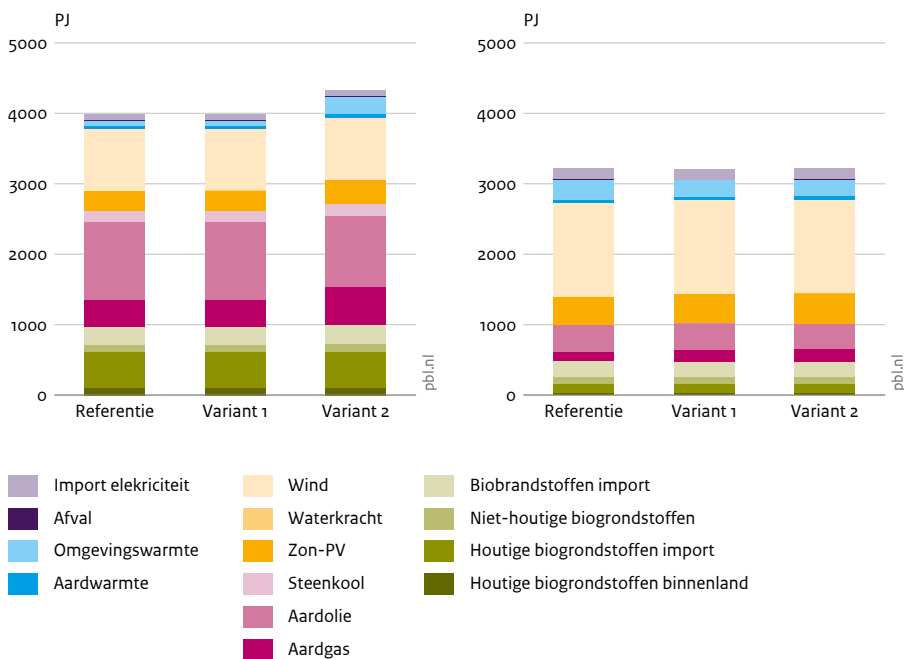 PJ
5000
4000
3000
2000
1000
0
Referentie Variant 1 Variant 2
pbl.nl
PJ
5000
4000
3000
2000
1000
0
Referentie Variant 1 Variant 2
pbl.nl
Import elekriciteit
Afval
Omgevingswarmte
Aardwarmte
Wind
Waterkracht
Zon-PV
Steenkool
Aardolie
Aardgas
Biobrandstoffen import
Niet-houtige biogrondstoffen
Houtige biogrondstoffen import
Houtige biogrondstoffen binnenland